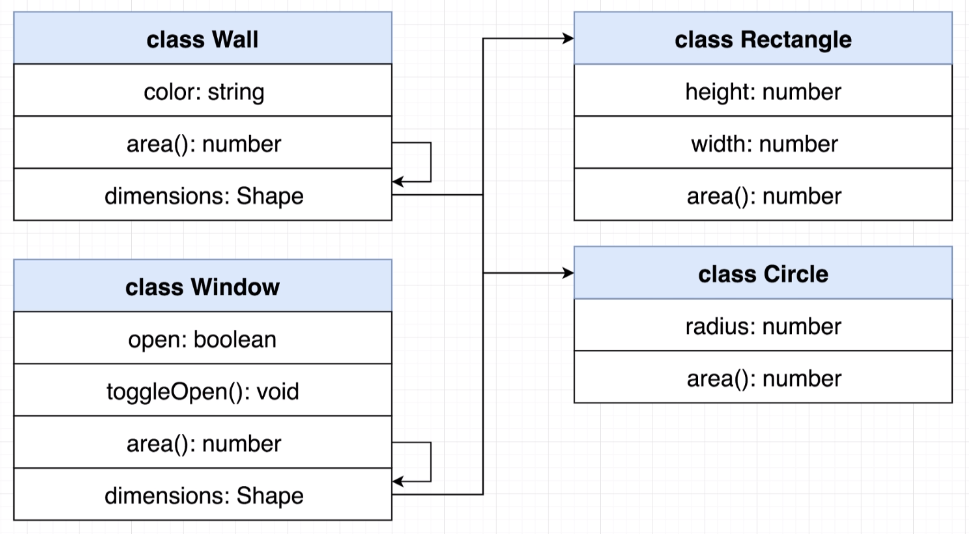 class Wall
color: string
area(): number
dimensions: Shape
class Window
open: boolean
toggleOpen(): void
area(): number
dimensions: Shape
class Rectangle
height: number
width: number
area(): number
class Circle
radius: number
area(): number